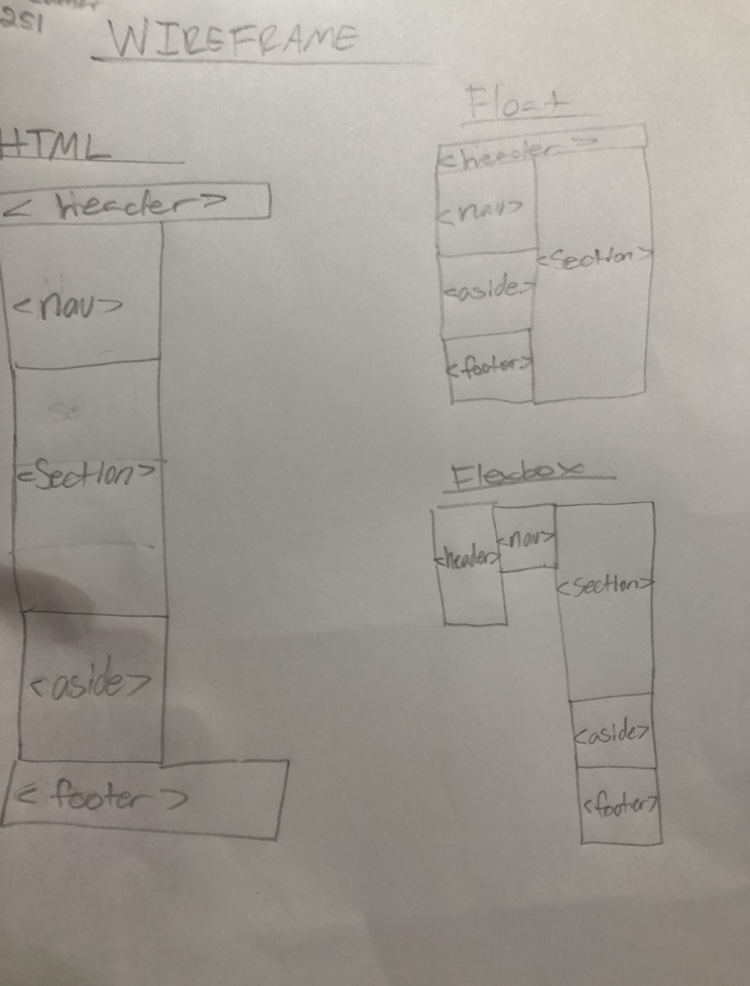 251
WIREFRAME
HTML
< header>
<nav>
se
<Section>
<aside>
< footer >
Float
<header >
<nav>
<Section>
<aside>
<footer>
Flexbox
<header>
<nav>
<Section>
<aside>
<footer>